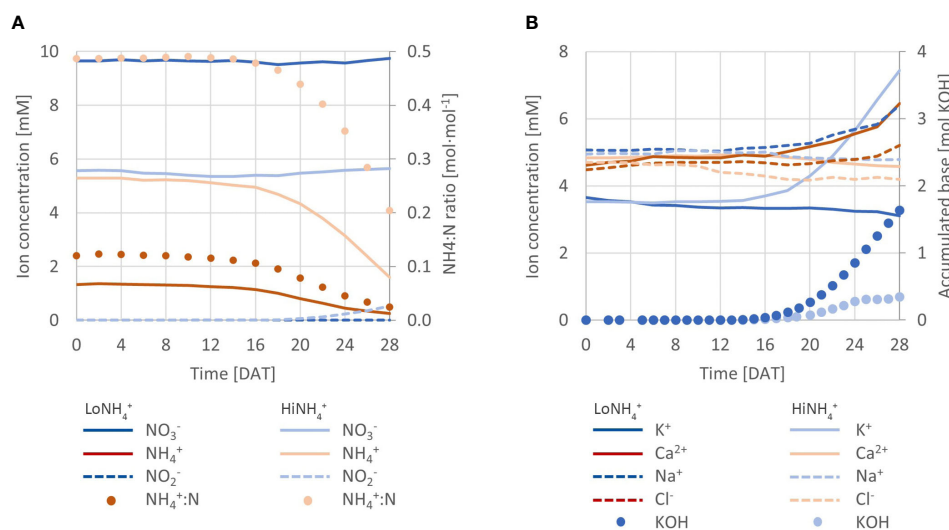 A
10
8
6
4
2
0
Ion concentration [mM]
0.5
0.4
0.3
0.2
0.1
0.0
NH4:N ratio [mol·mol⁻¹]
0 4 8 12 16 20 24 28
Time [DAT]
LoNH₄⁺ HiNH₄⁺
NO₃⁻ NO₃⁻
NH₄⁺ NH₄⁺
NO₂⁻ NO₂⁻
NH₄⁺:N NH₄⁺:N
B
8
6
4
2
0
Ion concentration [mM]
4
3
2
1
0
Accumulated base [mol KOH]
0 4 8 12 16 20 24 28
Time [DAT]
LoNH₄⁺ HiNH₄⁺
K⁺ K⁺
Ca²⁺ Ca²⁺
Na⁺ Na⁺
Cl⁻ Cl⁻
KOH KOH